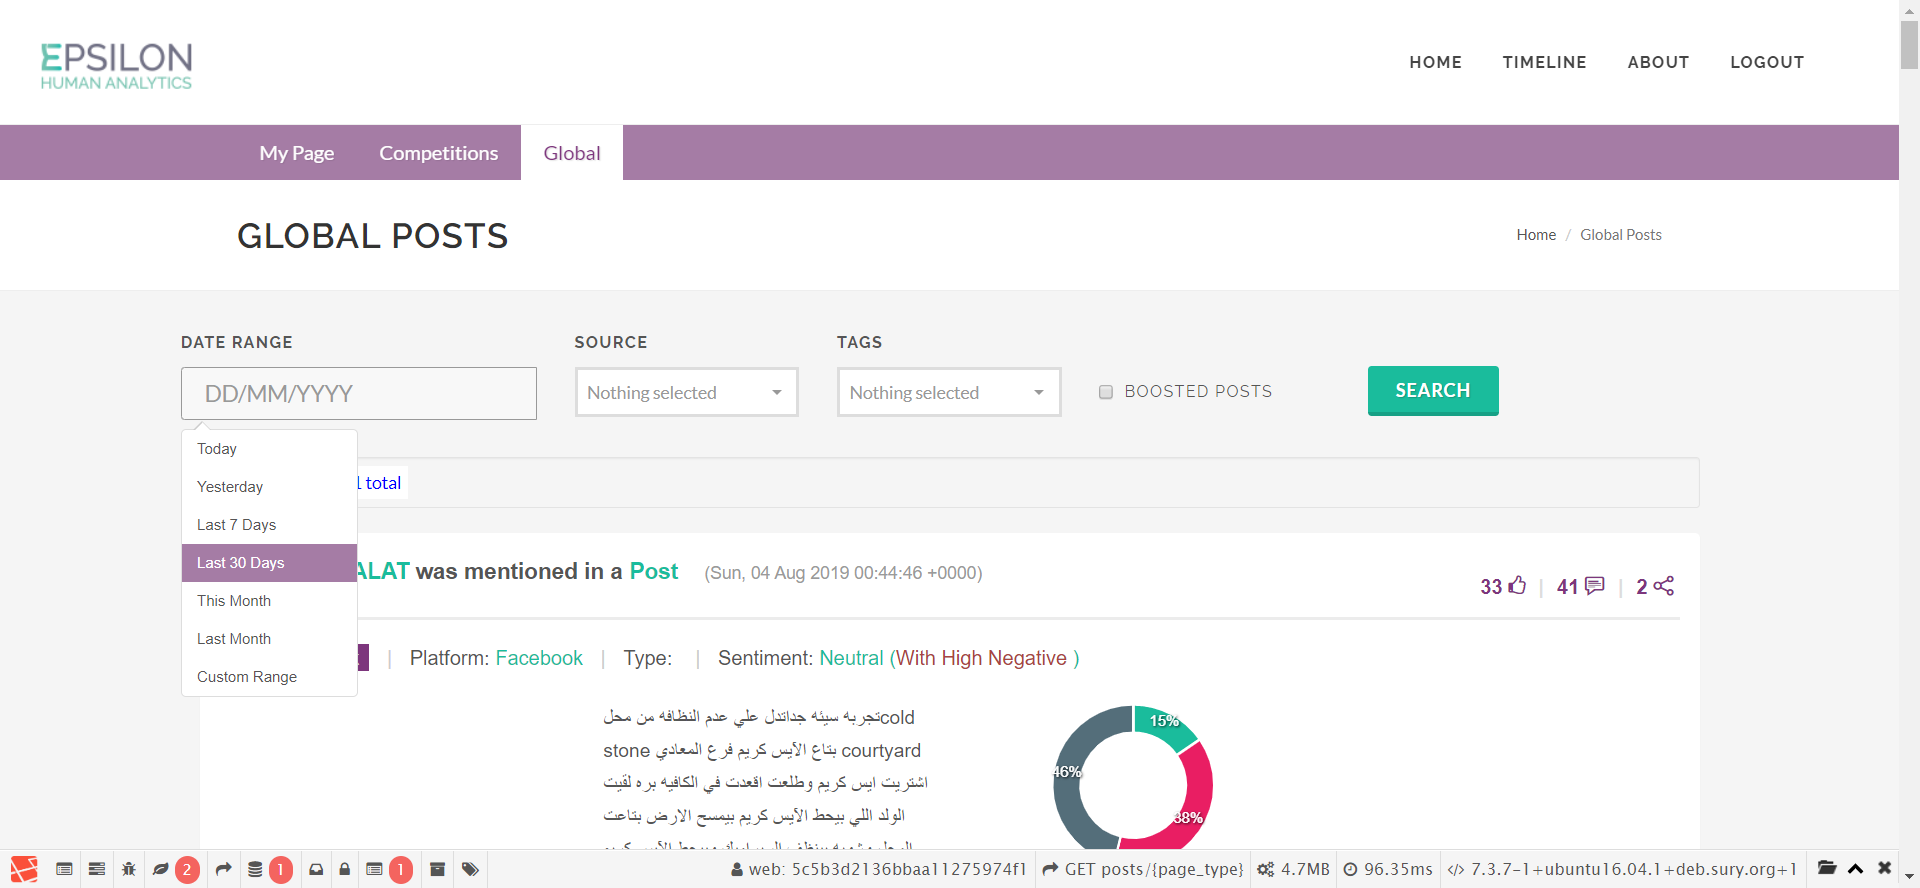 EPSILON
HUMAN ANALYTICS
HOME TIMELINE ABOUT LOGOUT
My Page Competitions Global
GLOBAL POSTS
Home / Global Posts
DATE RANGE SOURCE TAGS
DD/MM/YYYY Nothing selected Nothing selected BOOSTED POSTS SEARCH
Today
Yesterday
Last 7 Days
Last 30 Days
This Month
Last Month
Custom Range
1 total
ALAT was mentioned in a Post (Sun, 04 Aug 2019 00:44:46 +0000)
33 | 41 | 2
| Platform: Facebook | Type: | Sentiment: Neutral (With High Negative )
تجربه سيئه جداتدل علي عدم النظافه من محل cold
stone بتاع الآيس كريم فرع المعادي courtyard
اشتريت ايس كريم وطلعت اقعدت في الكافيه بره لقيت
الولد اللي بيحط الآيس كريم بيمسح الارض بتاعت
15%
46%
38%
2 1 1 web: 5c5b3d2136bbaa11275974f1 GET posts/{page_type} 4.7MB 96.35ms </> 7.3.7-1+ubuntu16.04.1+deb.sury.org+1